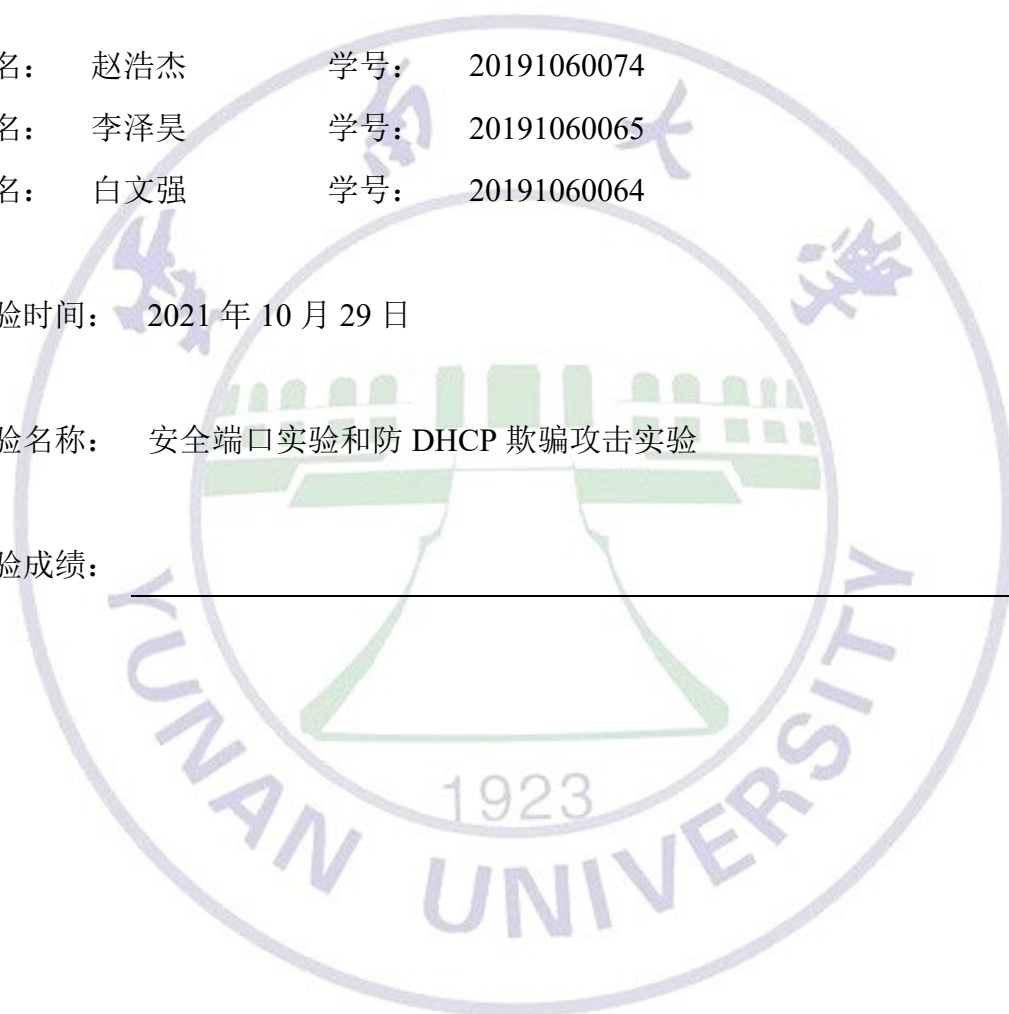 名： 赵浩杰 学号： 20191060074
名： 李泽昊 学号： 20191060065
名： 白文强 学号： 20191060064
验时间： 2021 年 10 月 29 日
验名称： 安全端口实验和防 DHCP 欺骗攻击实验
验成绩：
1923
YUNAN UNIVERSITY